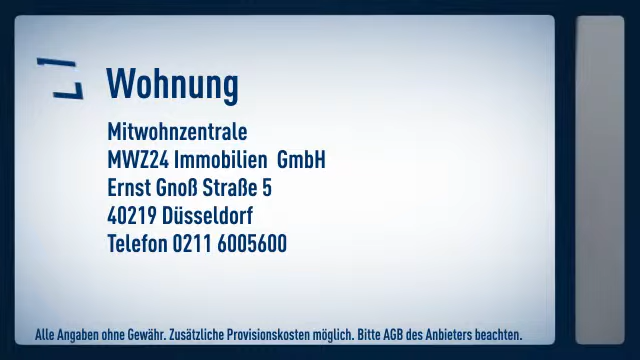 Wohnung
Mitwohnzentrale
MWZ24 Immobilien GmbH
Ernst Gnoß Straße 5
40219 Düsseldorf
Telefon 0211 6005600
Alle Angaben ohne Gewähr. Zusätzliche Provisionskosten möglich. Bitte AGB des Anbieters beachten.